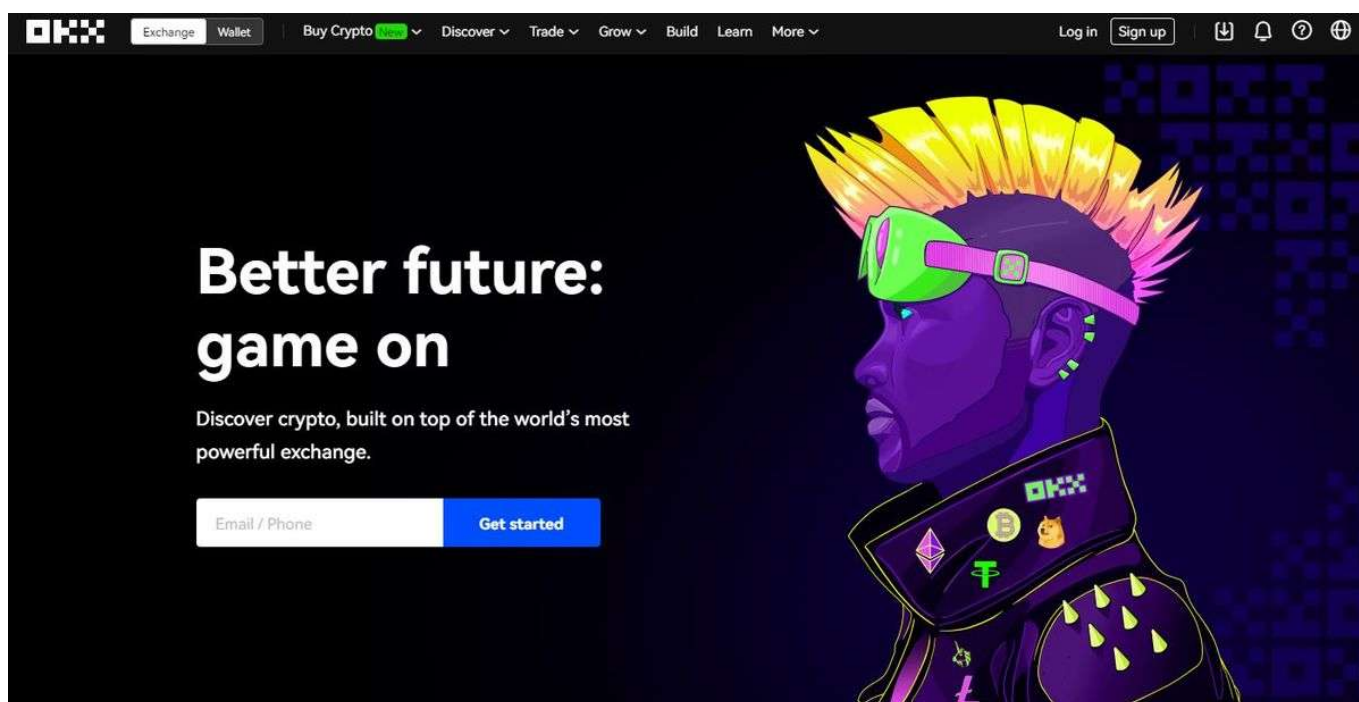 OKX
Exchange Wallet Buy Crypto New Discover Trade Grow Build Learn More Log in Sign up
Better future:
game on
Discover crypto, built on top of the world's most
powerful exchange.
Email / Phone Get started
OKX